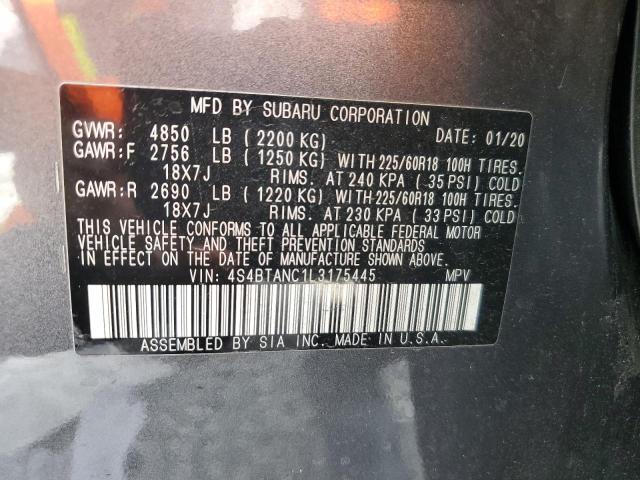 MFD BY SUBARU CORPORATION
GVWR: 4850 LB (2200 KG) DATE: 01/20
GAWR:F 2756 LB (1250 KG) WITH 225/60R18 100H TIRES.
18X7J RIMS. AT 240 KPA (35 PSI) COLD
GAWR:R 2690 LB (1220 KG) WITH 225/60R18 100H TIRES.
18X7J RIMS. AT 230 KPA (33 PSI) COLD
THIS VEHICLE CONFORMS TO ALL APPLICABLE FEDERAL MOTOR
VEHICLE SAFETY AND THEFT PREVENTION STANDARDS
IN EFFECT ON THE DATE OF MANUFACTURE SHOWN ABOVE.
VIN: 4S4BTANC1L3175445 MPV
ASSEMBLED BY SIA INC. MADE IN U.S.A.